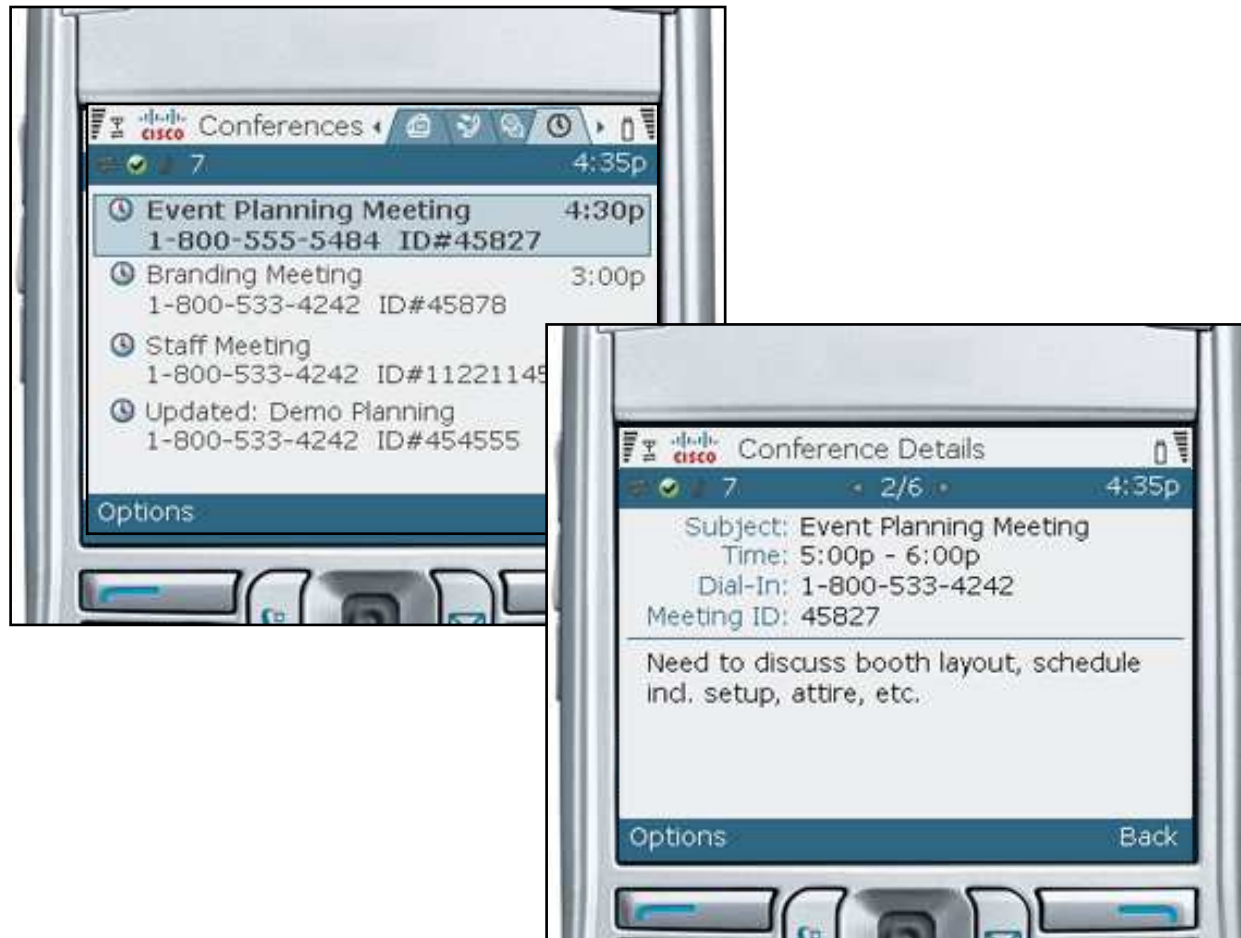 CISCO Conferences
7 4:35p
Event Planning Meeting 4:30p
1-800-555-5484 ID#45827
Branding Meeting 3:00p
1-800-533-4242 ID#45878
Staff Meeting
1-800-533-4242 ID#11221145
Updated: Demo Planning
1-800-533-4242 ID#454555
Options
CISCO Conference Details
7 2/6 4:35p
Subject: Event Planning Meeting
Time: 5:00p - 6:00p
Dial-In: 1-800-533-4242
Meeting ID: 45827
Need to discuss booth layout, schedule
incl. setup, attire, etc.
Options Back